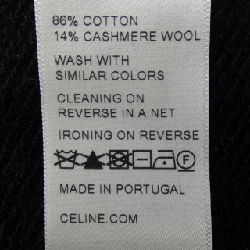 86% COTTON
14% CASHMERE WOOL
WASH WITH
SIMILAR COLORS
CLEANING ON
REVERSE IN A NET
IRONING ON REVERSE
F
MADE IN PORTUGAL
CELINE.COM